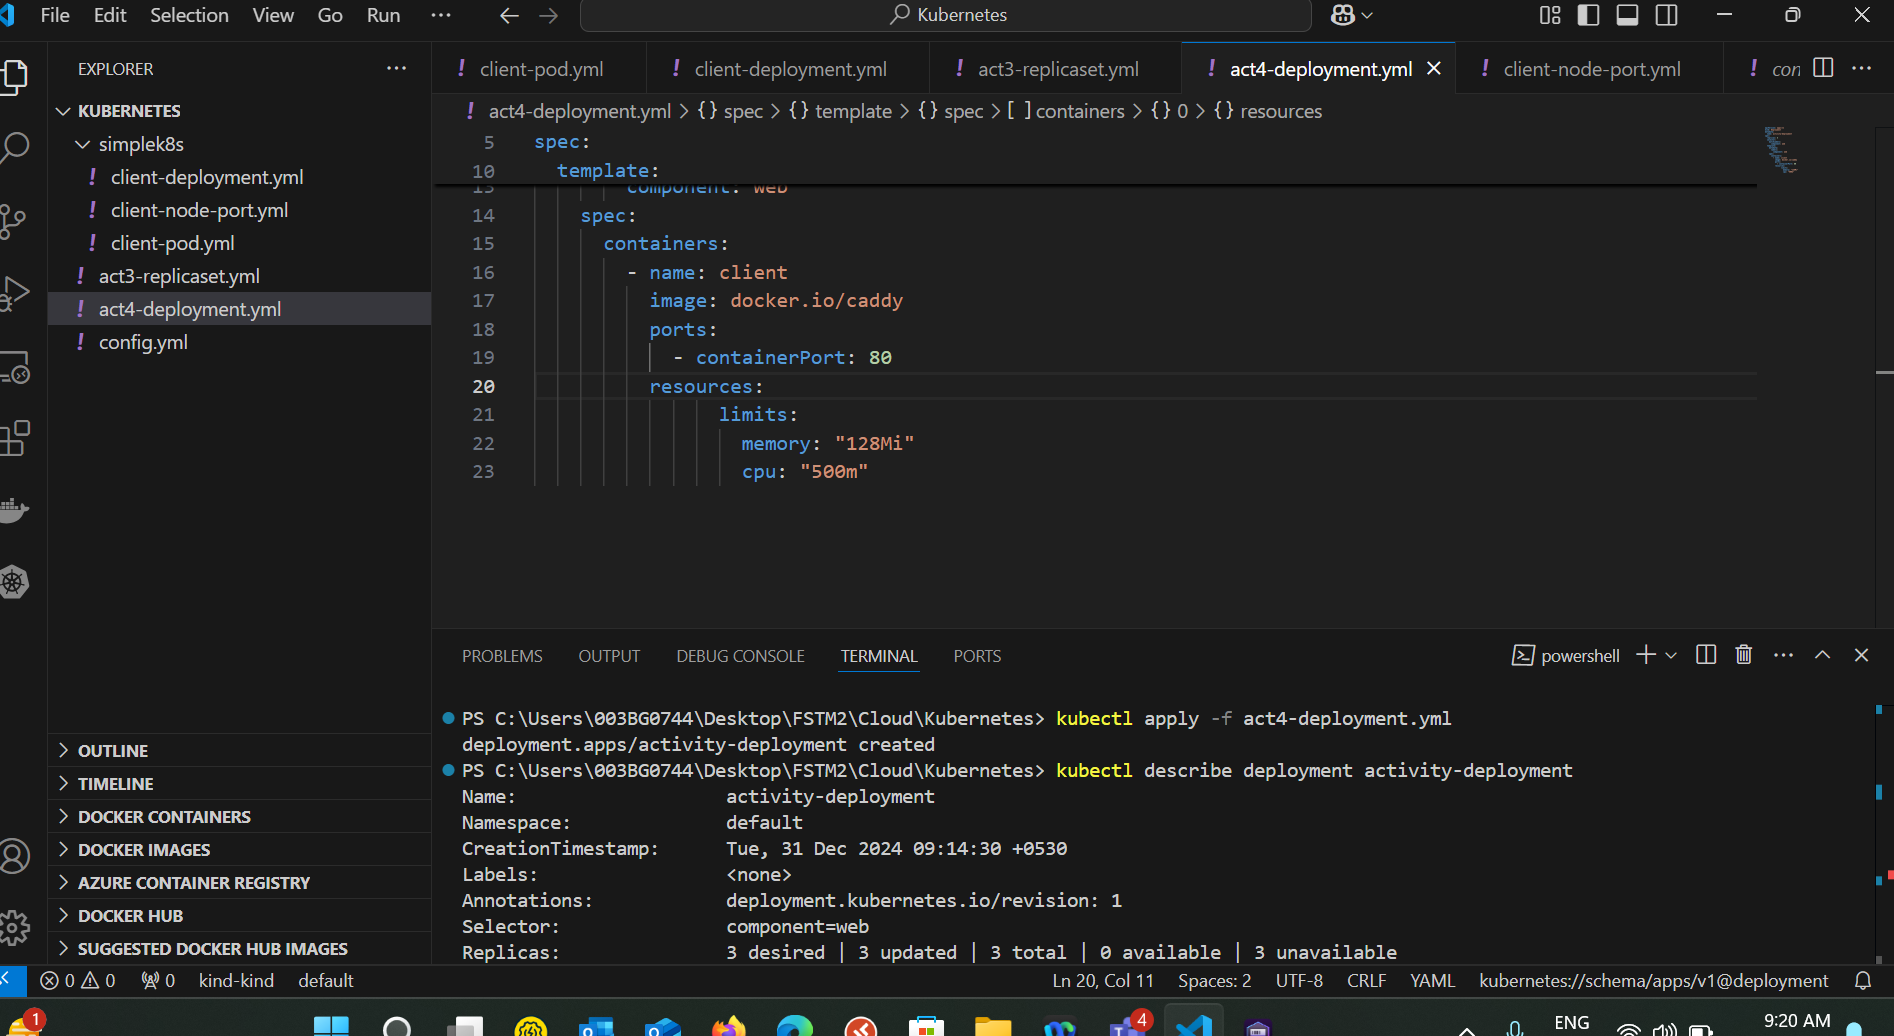 File Edit Selection View Go Run ··· Kubernetes
EXPLORER ···
KUBERNETES
simplek8s
! client-deployment.yml
! client-node-port.yml
! client-pod.yml
! act3-replicaset.yml
! act4-deployment.yml
! config.yml
OUTLINE
TIMELINE
DOCKER CONTAINERS
DOCKER IMAGES
AZURE CONTAINER REGISTRY
DOCKER HUB
SUGGESTED DOCKER HUB IMAGES
! client-pod.yml ! client-deployment.yml ! act3-replicaset.yml ! act4-deployment.yml ! client-node-port.yml ! con ···
! act4-deployment.yml > {} spec > {} template > {} spec > [ ] containers > {} 0 > {} resources
5 spec:
10 template:
13 component: web
14 spec:
15 containers:
16 - name: client
17 image: docker.io/caddy
18 ports:
19 - containerPort: 80
20 resources:
21 limits:
22 memory: "128Mi"
23 cpu: "500m"
PROBLEMS OUTPUT DEBUG CONSOLE TERMINAL PORTS powershell ···
PS C:\Users\003BG0744\Desktop\FSTM2\Cloud\Kubernetes> kubectl apply -f act4-deployment.yml
deployment.apps/activity-deployment created
PS C:\Users\003BG0744\Desktop\FSTM2\Cloud\Kubernetes> kubectl describe deployment activity-deployment
Name: activity-deployment
Namespace: default
CreationTimestamp: Tue, 31 Dec 2024 09:14:30 +0530
Labels: <none>
Annotations: deployment.kubernetes.io/revision: 1
Selector: component=web
Replicas: 3 desired | 3 updated | 3 total | 0 available | 3 unavailable
0 0 0 kind-kind default Ln 20, Col 11 Spaces: 2 UTF-8 CRLF YAML kubernetes://schema/apps/v1@deployment
1 4 ENG 9:20 AM